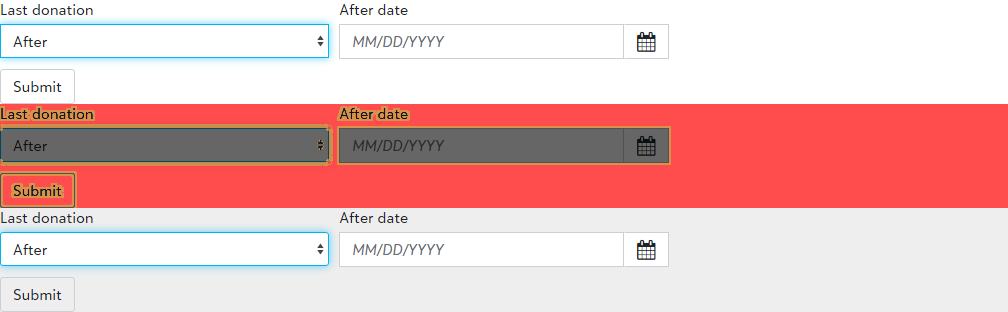 Last donation After date
After MM/DD/YYYY
Submit
Last donation After date
After MM/DD/YYYY
Submit
Last donation After date
After MM/DD/YYYY
Submit